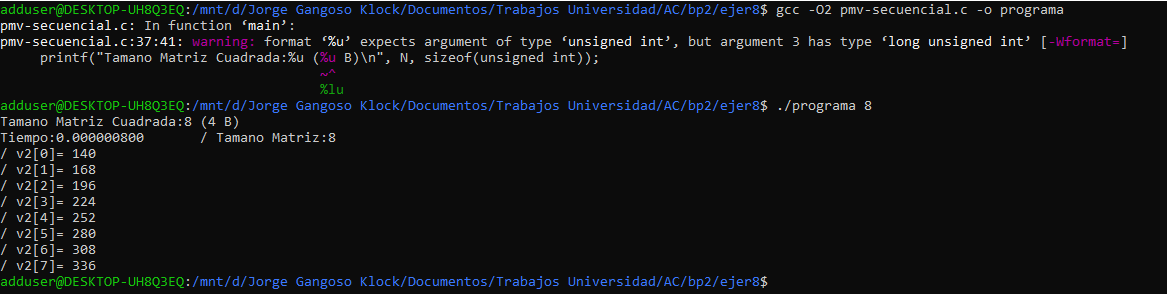 adduser@DESKTOP-UH8Q3EQ:/mnt/d/Jorge Gangoso Klock/Documentos/Trabajos Universidad/AC/bp2/ejer8$ gcc -O2 pmv-secuencial.c -o programa
pmv-secuencial.c: In function ‘main’:
pmv-secuencial.c:37:41: warning: format ‘%u’ expects argument of type ‘unsigned int’, but argument 3 has type ‘long unsigned int’ [-Wformat=]
     printf("Tamano Matriz Cuadrada:%u (%u B)\n", N, sizeof(unsigned int));
                                        ~^
                                        %lu
adduser@DESKTOP-UH8Q3EQ:/mnt/d/Jorge Gangoso Klock/Documentos/Trabajos Universidad/AC/bp2/ejer8$ ./programa 8
Tamano Matriz Cuadrada:8 (4 B)
Tiempo:0.000000800       / Tamano Matriz:8
/ v2[0]= 140
/ v2[1]= 168
/ v2[2]= 196
/ v2[3]= 224
/ v2[4]= 252
/ v2[5]= 280
/ v2[6]= 308
/ v2[7]= 336
adduser@DESKTOP-UH8Q3EQ:/mnt/d/Jorge Gangoso Klock/Documentos/Trabajos Universidad/AC/bp2/ejer8$